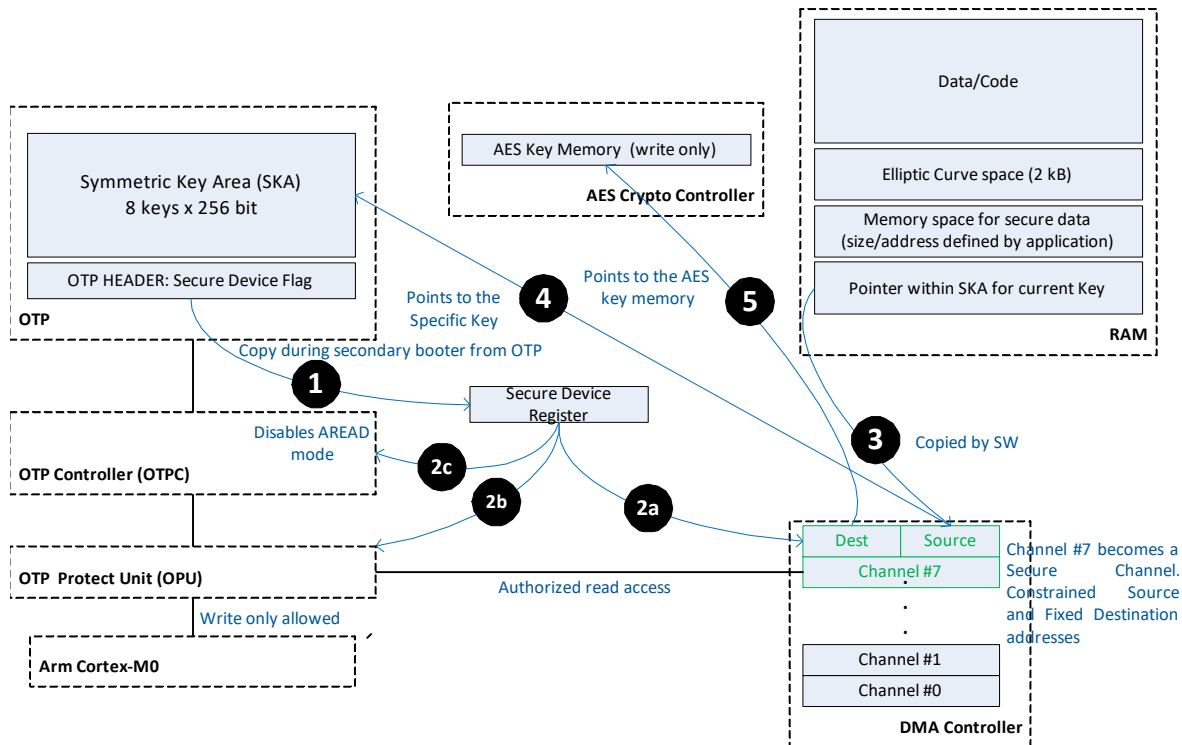 Data/Code
Elliptic Curve space (2 kB)
Memory space for secure data
(size/address defined by application)
Pointer within SKA for current Key
RAM
AES Key Memory  (write only)
AES Crypto Controller
Symmetric Key Area (SKA)
8 keys x 256 bit
OTP HEADER: Secure Device Flag
OTP
Points to the
Specific Key
4
Points to the AES
key memory
5
Copy during secondary booter from OTP
1
Secure Device
Register
3
Copied by SW
Disables AREAD
mode
OTP Controller (OTPC)
2c
2b
2a
OTP  Protect Unit (OPU)
Authorized read access
Write only allowed
Arm Cortex-M0
Dest
Source
Channel #7
.
.
.
Channel #1
Channel #0
DMA Controller
Channel #7 becomes a
Secure Channel.
Constrained Source
and Fixed Destination
addresses